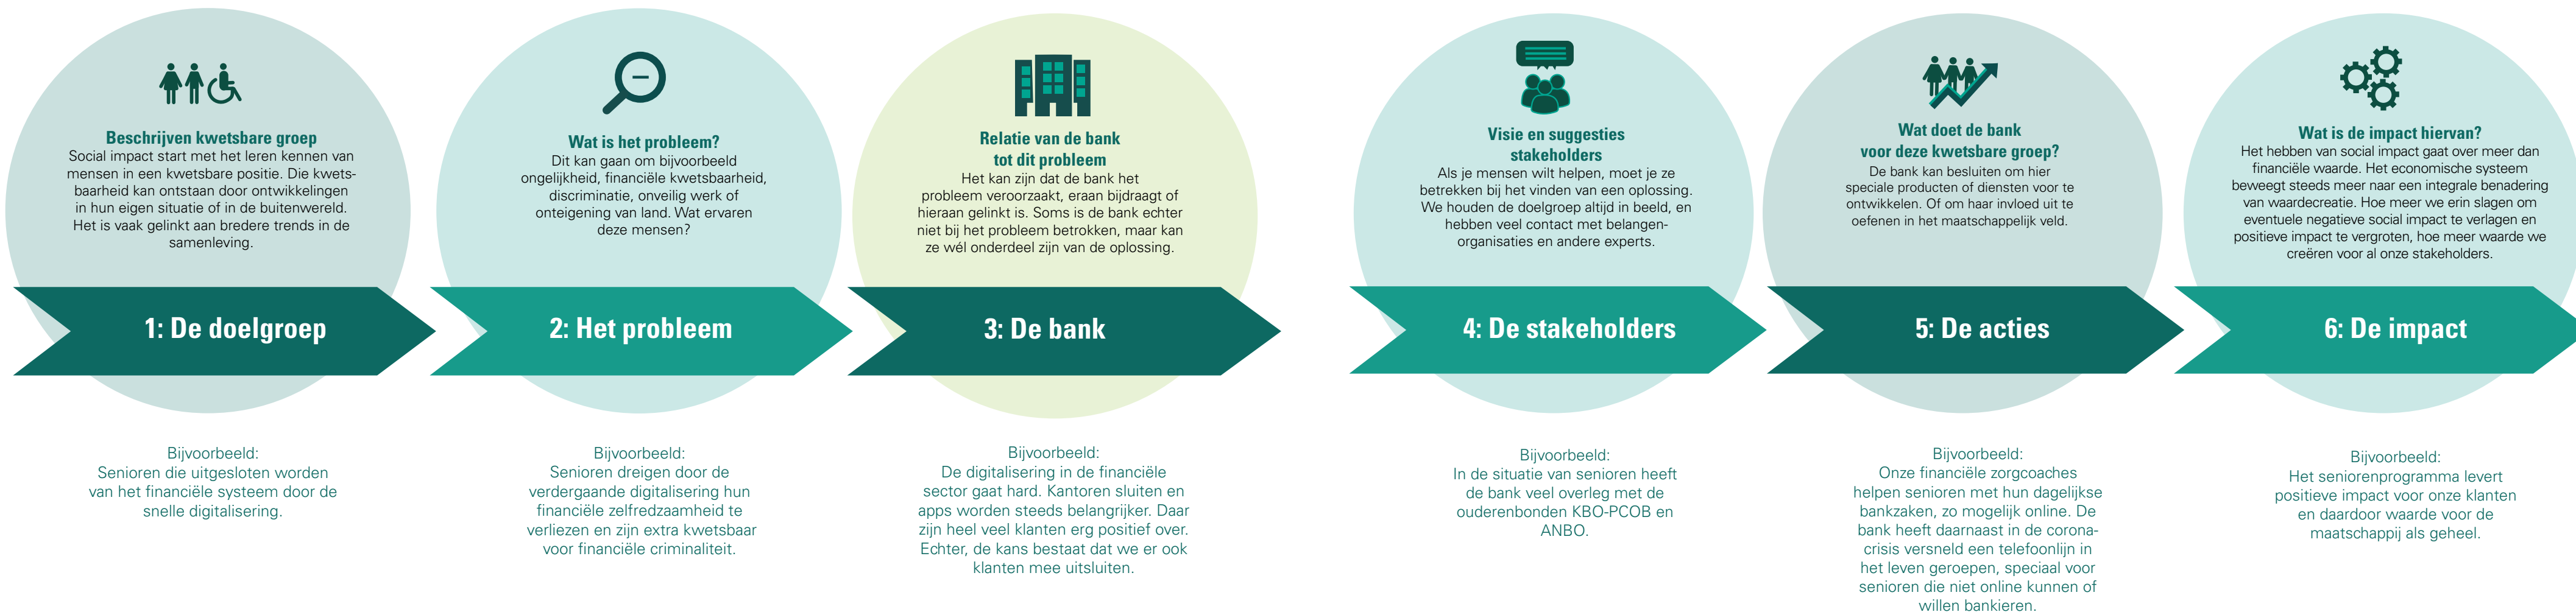 Beschrijven kwetsbare groep
Social impact start met het leren kennen van
mensen in een kwetsbare positie. Die kwets-
baarheid kan ontstaan door ontwikkelingen
in hun eigen situatie of in de buitenwereld.
Het is vaak gelinkt aan bredere trends in de
samenleving.
1: De doelgroep
Bijvoorbeeld:
Senioren die uitgesloten worden
van het financiële systeem door de
snelle digitalisering.
Wat is het probleem?
Dit kan gaan om bijvoorbeeld
ongelijkheid, financiële kwetsbaarheid,
discriminatie, onveilig werk of
onteigening van land. Wat ervaren
deze mensen?
2: Het probleem
Bijvoorbeeld:
Senioren dreigen door de
verdergaande digitalisering hun
financiële zelfredzaamheid te
verliezen en zijn extra kwetsbaar
voor financiële criminaliteit.
Relatie van de bank
tot dit probleem
Het kan zijn dat de bank het
probleem veroorzaakt, eraan bijdraagt of
hieraan gelinkt is. Soms is de bank echter
niet bij het probleem betrokken, maar kan
ze wél onderdeel zijn van de oplossing.
3: De bank
Bijvoorbeeld:
De digitalisering in de financiële
sector gaat hard. Kantoren sluiten en
apps worden steeds belangrijker. Daar
zijn heel veel klanten erg positief over.
Echter, de kans bestaat dat we er ook
klanten mee uitsluiten.
Visie en suggesties
stakeholders
Als je mensen wilt helpen, moet je ze
betrekken bij het vinden van een oplossing.
We houden de doelgroep altijd in beeld, en
hebben veel contact met belangen-
organisaties en andere experts.
4: De stakeholders
Bijvoorbeeld:
In de situatie van senioren heeft
de bank veel overleg met de
ouderenbonden KBO-PCOB en
ANBO.
Wat doet de bank
voor deze kwetsbare groep?
De bank kan besluiten om hier
speciale producten of diensten voor te
ontwikkelen. Of om haar invloed uit te
oefenen in het maatschappelijk veld.
5: De acties
Bijvoorbeeld:
Onze financiële zorgcoaches
helpen senioren met hun dagelijkse
bankzaken, zo mogelijk online. De
bank heeft daarnaast in de corona-
crisis versneld een telefoonlijn in
het leven geroepen, speciaal voor
senioren die niet online kunnen of
willen bankieren.
Wat is de impact hiervan?
Het hebben van social impact gaat over meer dan
financiële waarde. Het economische systeem
beweegt steeds meer naar een integrale benadering
van waardecreatie. Hoe meer we erin slagen om
eventuele negatieve social impact te verlagen en
positieve impact te vergroten, hoe meer waarde we
creëren voor al onze stakeholders.
6: De impact
Bijvoorbeeld:
Het seniorenprogramma levert
positieve impact voor onze klanten
en daardoor waarde voor de
maatschappij als geheel.